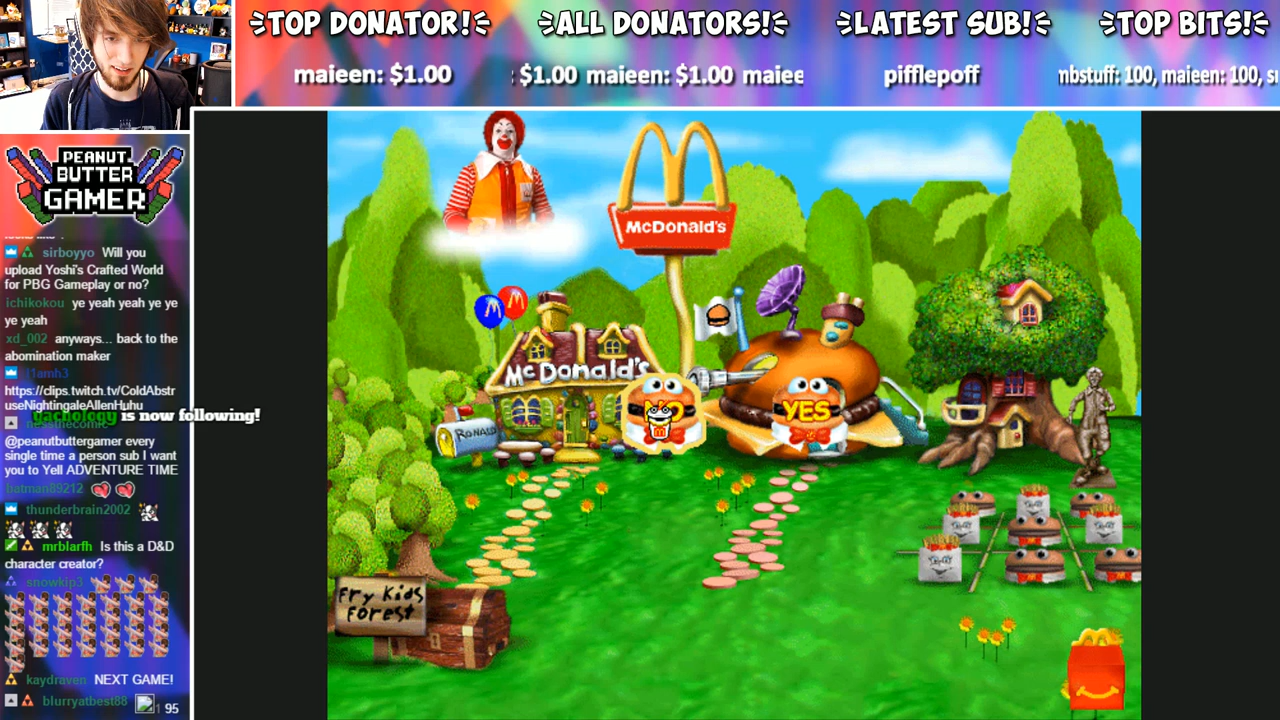 TOP DONATOR!
ALL DONATORS!
LATEST SUB!
TOP BITS!
maieen: $1.00
: $1.00 maieen: $1.00 maiee
pifflepoff
nbstuff: 100, maieen: 100,
PEANUT
BUTTER
GAMER
sirboyyo Will you
upload Yoshi's Crafted World
for PBG Gameplay or no?
ichikokou ye yeah yeah ye ye
ye yeah
xd_002 anyways... back to the
abomination maker
https://clips.twitch.tv/ColdAbstr
useNightingaleAllenHuhu
is now following!
@peanutbuttergamer every
single time a person sub I want
you to Yell ADVENTURE TIME
batman89212
thunderbrain2002
mrblarfh Is this a D&D
character creator?
snowkip3
kaydraven NEXT GAME!
blurryatbest88 1 95
McDonald's
McDonald's
NO
YES
RONALD
Fry Kids
Forest